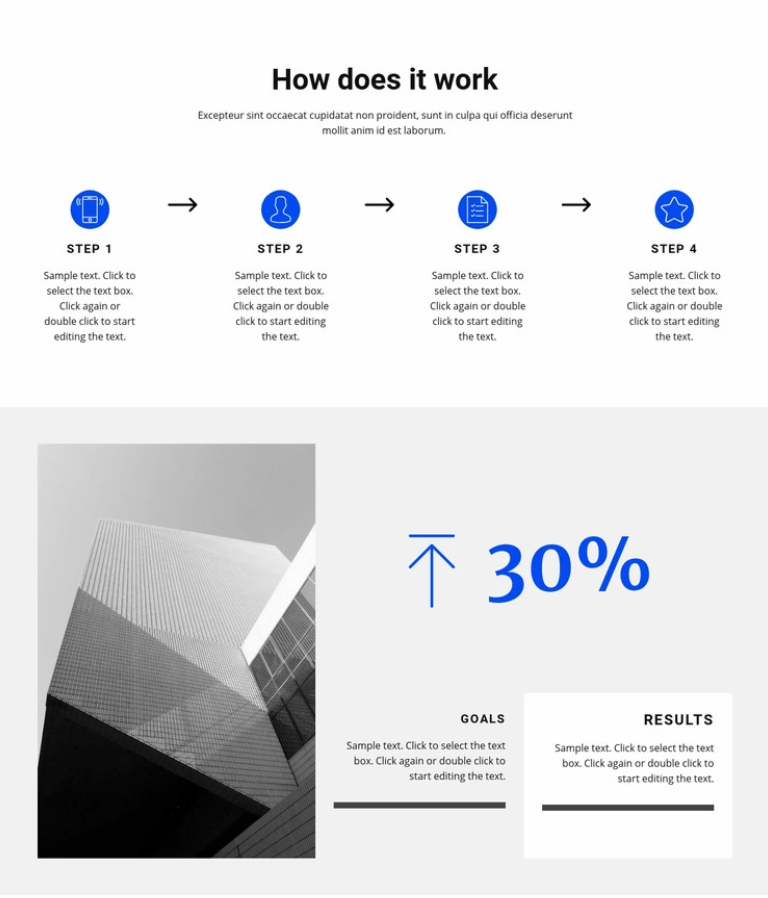 How does it work
Excepteur sint occaecat cupidatat non proident, sunt in culpa qui officia deserunt
mollit anim id est laborum.
STEP 1
Sample text. Click to
select the text box.
Click again or
double click to start
editing the text.
STEP 2
Sample text. Click to
select the text box.
Click again or double
click to start editing
the text.
STEP 3
Sample text. Click to
select the text box.
Click again or double
click to start editing
the text.
STEP 4
Sample text. Click to
select the text box.
Click again or double
click to start editing
the text.
30%
GOALS
Sample text. Click to select the text
box. Click again or double click to
start editing the text.
RESULTS
Sample text. Click to select the text
box. Click again or double click to
start editing the text.